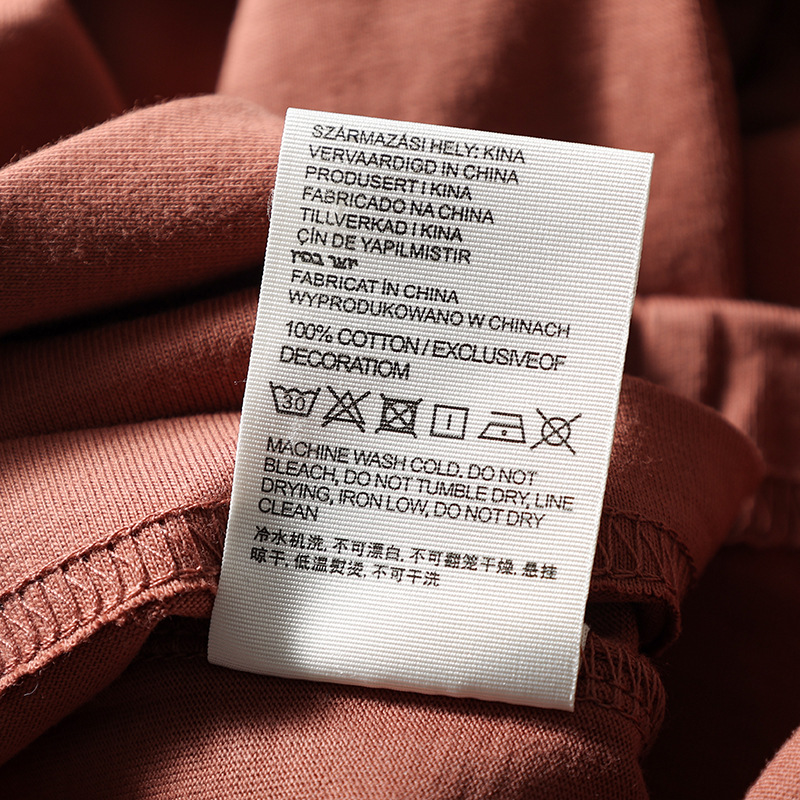 SZÁRMAZÁSI HELY: KINA
VERVAARDIGD IN CHINA
PRODUSERT I KINA
FABRICADO NA CHINA
TILLVERKAD I KINA
ÇİN DE YAPILMISTIR
FABRICAT ÎN CHINA
WYPRODUKOWANO W CHINACH
100% COTTON / EXCLUSIVEOF
DECORATIOM
30
MACHINE WASH COLD. DO NOT
BLEACH, DO NOT TUMBLE DRY, LINE
DRYING, IRON LOW, DO NOT DRY
CLEAN
冷水机洗, 不可漂白, 不可翻笼干燥, 悬挂
晾干, 低温熨烫, 不可干洗